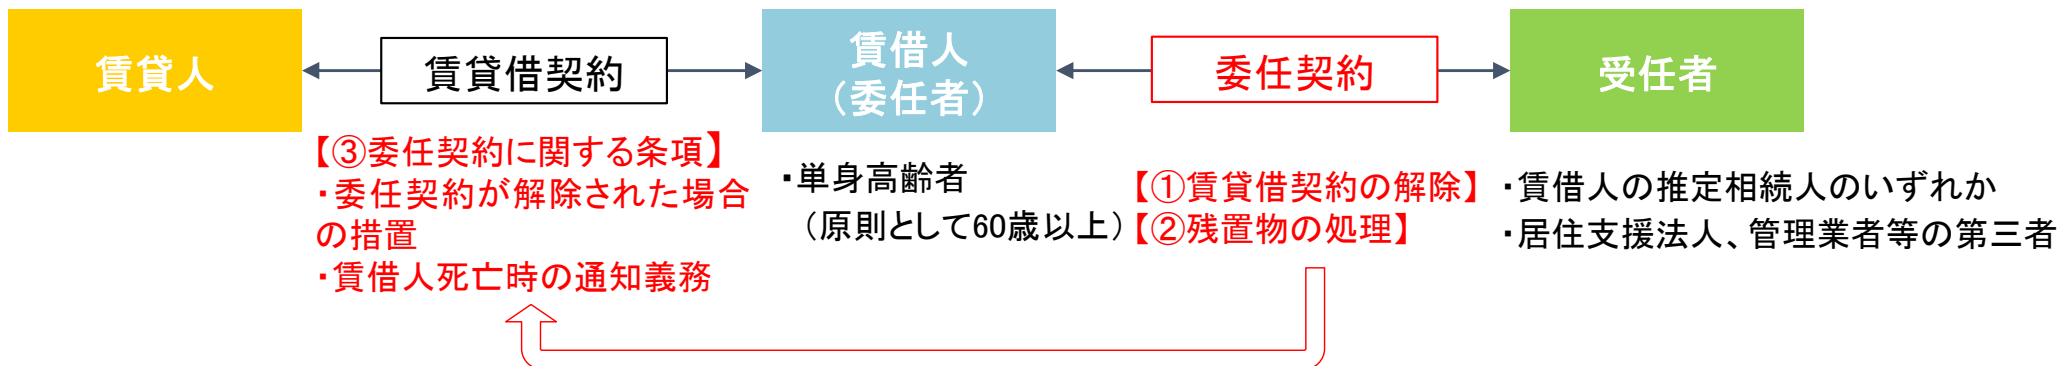 賃貸人
賃貸借契約
賃借人
（委任者）
委任契約
受任者
【③委任契約に関する条項】
・委任契約が解除された場合
の措置
・賃借人死亡時の通知義務
・単身高齢者
（原則として60歳以上）
【①賃貸借契約の解除】
【②残置物の処理】
・賃借人の推定相続人のいずれか
・居住支援法人、管理業者等の第三者